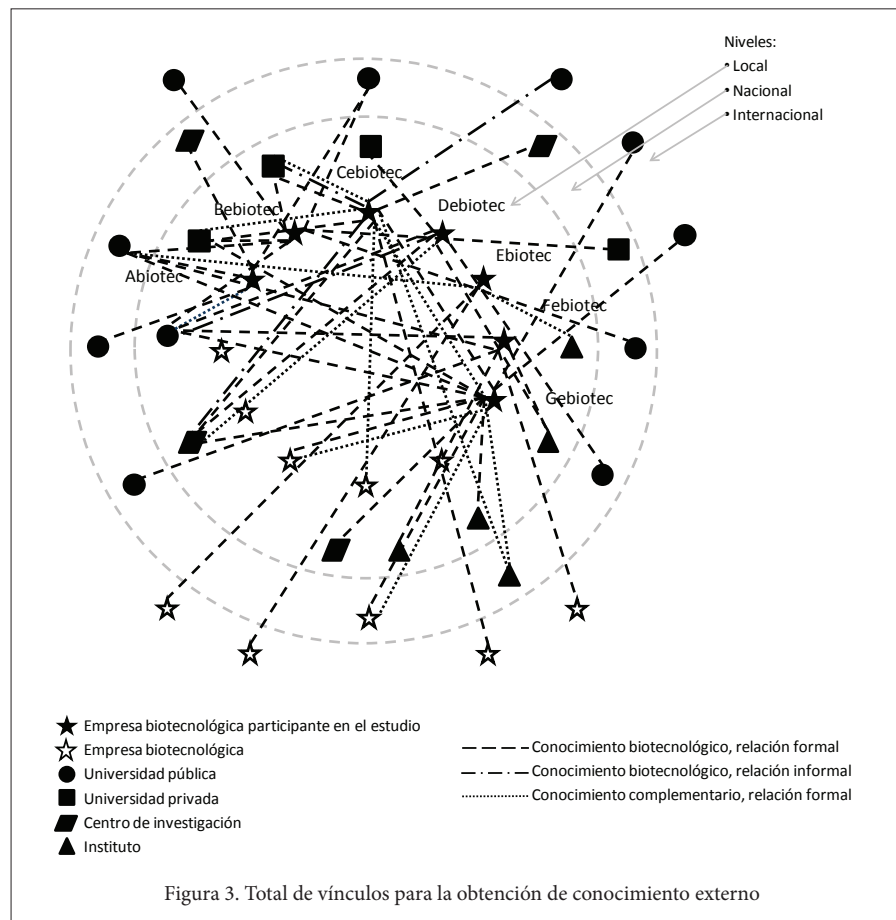 Niveles:
• Local
• Nacional
• Internacional
Cebiotec
Bebiotec
Debiotec
Ebiotec
Abiotec
Febiotec
Gebiotec
Empresa biotecnológica participante en el estudio
Empresa biotecnológica
Universidad pública
Universidad privada
Centro de investigación
Instituto
Conocimiento biotecnológico, relación formal
Conocimiento biotecnológico, relación informal
Conocimiento complementario, relación formal
Figura 3. Total de vínculos para la obtención de conocimiento externo